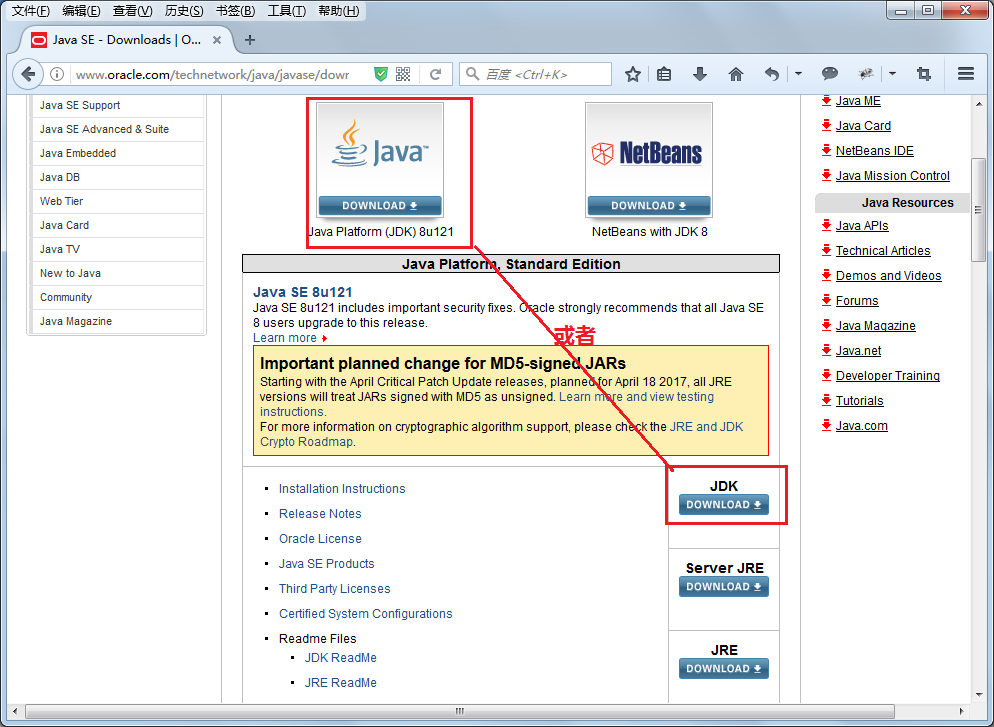 文件(F) 编辑(E) 查看(V) 历史(S) 书签(B) 工具(T) 帮助(H)
Java SE - Downloads | O...
www.oracle.com/technetwork/java/javase/dowr
百度 <Ctrl+K>
Java SE Support
Java SE Advanced & Suite
Java Embedded
Java DB
Web Tier
Java Card
Java TV
New to Java
Community
Java Magazine
Java™
DOWNLOAD
Java Platform (JDK) 8u121
NetBeans
DOWNLOAD
NetBeans with JDK 8
Java Platform, Standard Edition
Java SE 8u121
Java SE 8u121 includes important security fixes. Oracle strongly recommends that all Java SE
8 users upgrade to this release.
Learn more
或者
Important planned change for MD5-signed JARs
Starting with the April Critical Patch Update releases, planned for April 18 2017, all JRE
versions will treat JARs signed with MD5 as unsigned. Learn more and view testing
instructions.
For more information on cryptographic algorithm support, please check the JRE and JDK
Crypto Roadmap.
Installation Instructions
Release Notes
Oracle License
Java SE Products
Third Party Licenses
Certified System Configurations
Readme Files
JDK ReadMe
JRE ReadMe
JDK
DOWNLOAD
Server JRE
DOWNLOAD
JRE
DOWNLOAD
Java ME
Java Card
NetBeans IDE
Java Mission Control
Java Resources
Java APIs
Technical Articles
Demos and Videos
Forums
Java Magazine
Java.net
Developer Training
Tutorials
Java.com